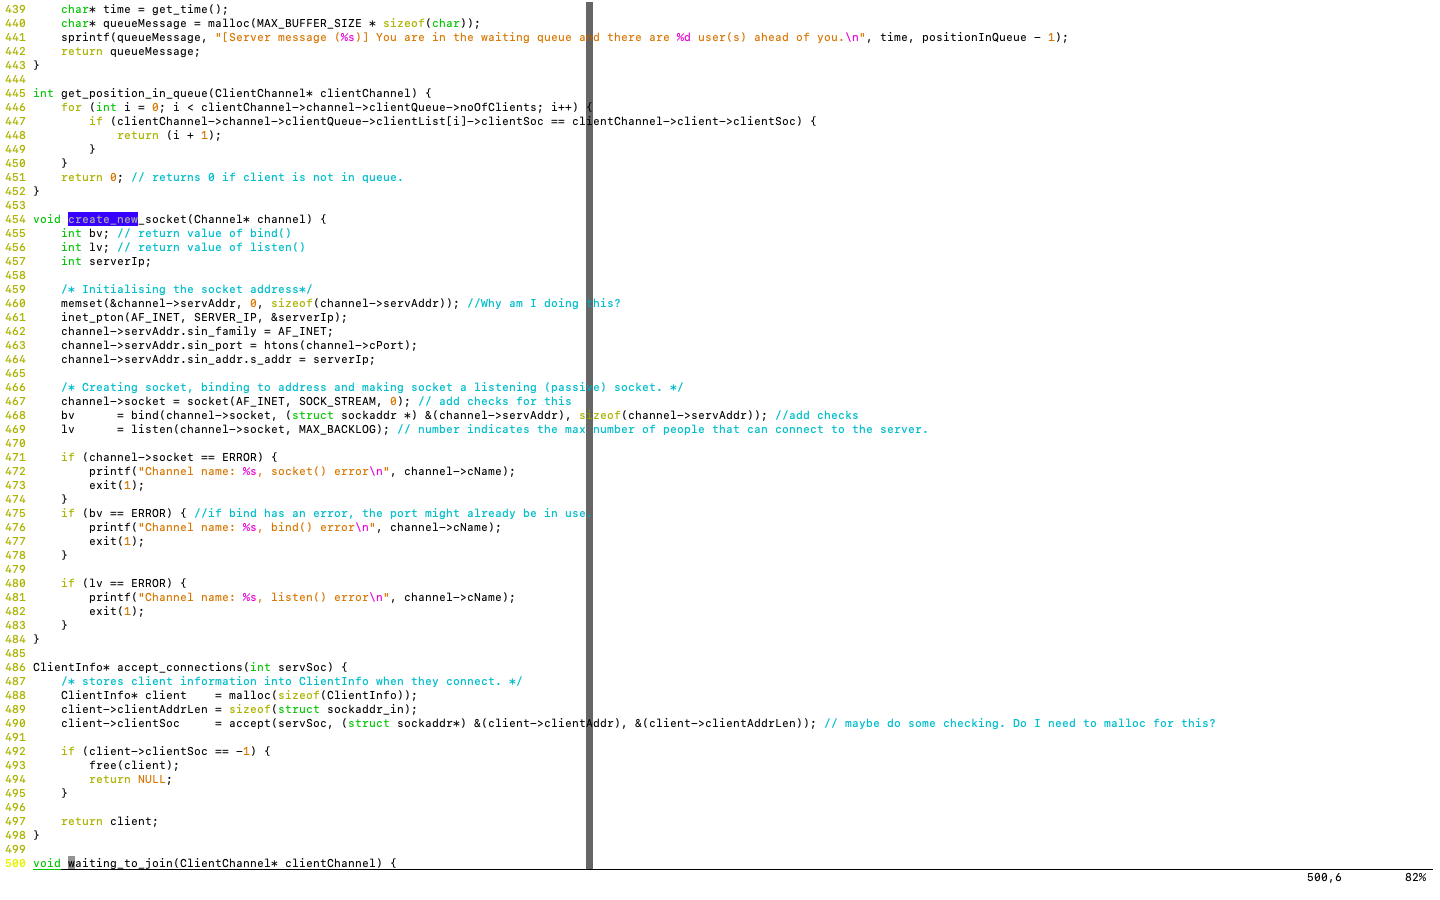 439     char* time = get_time();
440     char* queueMessage = malloc(MAX_BUFFER_SIZE * sizeof(char));
441     sprintf(queueMessage, "[Server message (%s)] You are in the waiting queue and there are %d user(s) ahead of you.\n", time, positionInQueue - 1);
442     return queueMessage;
443 }
444
445 int get_position_in_queue(ClientChannel* clientChannel) {
446     for (int i = 0; i < clientChannel->channel->clientQueue->noOfClients; i++) {
447         if (clientChannel->channel->clientQueue->clientList[i]->clientSoc == clientChannel->client->clientSoc) {
448             return (i + 1);
449         }
450     }
451     return 0; // returns 0 if client is not in queue.
452 }
453
454 void create_new_socket(Channel* channel) {
455     int bv; // return value of bind()
456     int lv; // return value of listen()
457     int serverIp;
458
459     /* Initialising the socket address*/
460     memset(&channel->servAddr, 0, sizeof(channel->servAddr)); //Why am I doing this?
461     inet_pton(AF_INET, SERVER_IP, &serverIp);
462     channel->servAddr.sin_family = AF_INET;
463     channel->servAddr.sin_port = htons(channel->cPort);
464     channel->servAddr.sin_addr.s_addr = serverIp;
465
466     /* Creating socket, binding to address and making socket a listening (passive) socket. */
467     channel->socket = socket(AF_INET, SOCK_STREAM, 0); // add checks for this
468     bv      = bind(channel->socket, (struct sockaddr *) &(channel->servAddr), sizeof(channel->servAddr)); //add checks
469     lv      = listen(channel->socket, MAX_BACKLOG); // number indicates the max number of people that can connect to the server.
470
471     if (channel->socket == ERROR) {
472         printf("Channel name: %s, socket() error\n", channel->cName);
473         exit(1);
474     }
475     if (bv == ERROR) { //if bind has an error, the port might already be in use
476         printf("Channel name: %s, bind() error\n", channel->cName);
477         exit(1);
478     }
479
480     if (lv == ERROR) {
481         printf("Channel name: %s, listen() error\n", channel->cName);
482         exit(1);
483     }
484 }
485
486 ClientInfo* accept_connections(int servSoc) {
487     /* stores client information into ClientInfo when they connect. */
488     ClientInfo* client    = malloc(sizeof(ClientInfo));
489     client->clientAddrLen = sizeof(struct sockaddr_in);
490     client->clientSoc     = accept(servSoc, (struct sockaddr*) &(client->clientAddr), &(client->clientAddrLen)); // maybe do some checking. Do I need to malloc for this?
491
492     if (client->clientSoc == -1) {
493         free(client);
494         return NULL;
495     }
496
497     return client;
498 }
499
500 void waiting_to_join(ClientChannel* clientChannel) {
500,6         82%